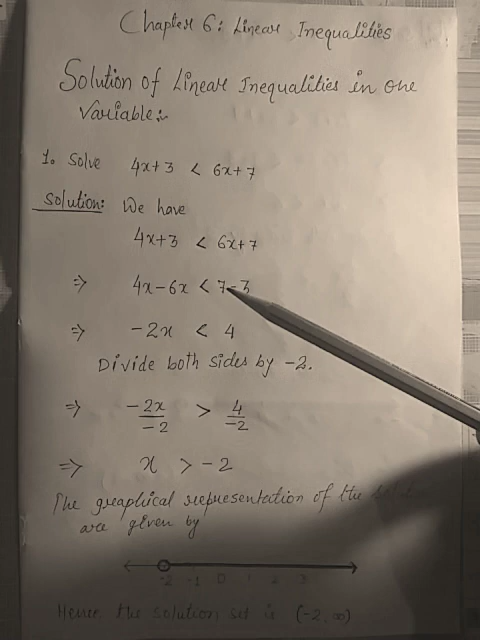 Chapter 6: Linear Inequalities
Solution of Linear Inequalities in one
Variable:-
1. Solve 4x+3 < 6x+7
Solution: We have
4x+3 < 6x+7
⇒ 4x-6x < 7-3
⇒ -2x < 4
Divide both sides by -2.
⇒ -2x/-2 > 4/-2
⇒ x > -2
The graphical representation of the
are given by
-2 -1 0 1 2 3
Hence the solution set is (-2, ∞)